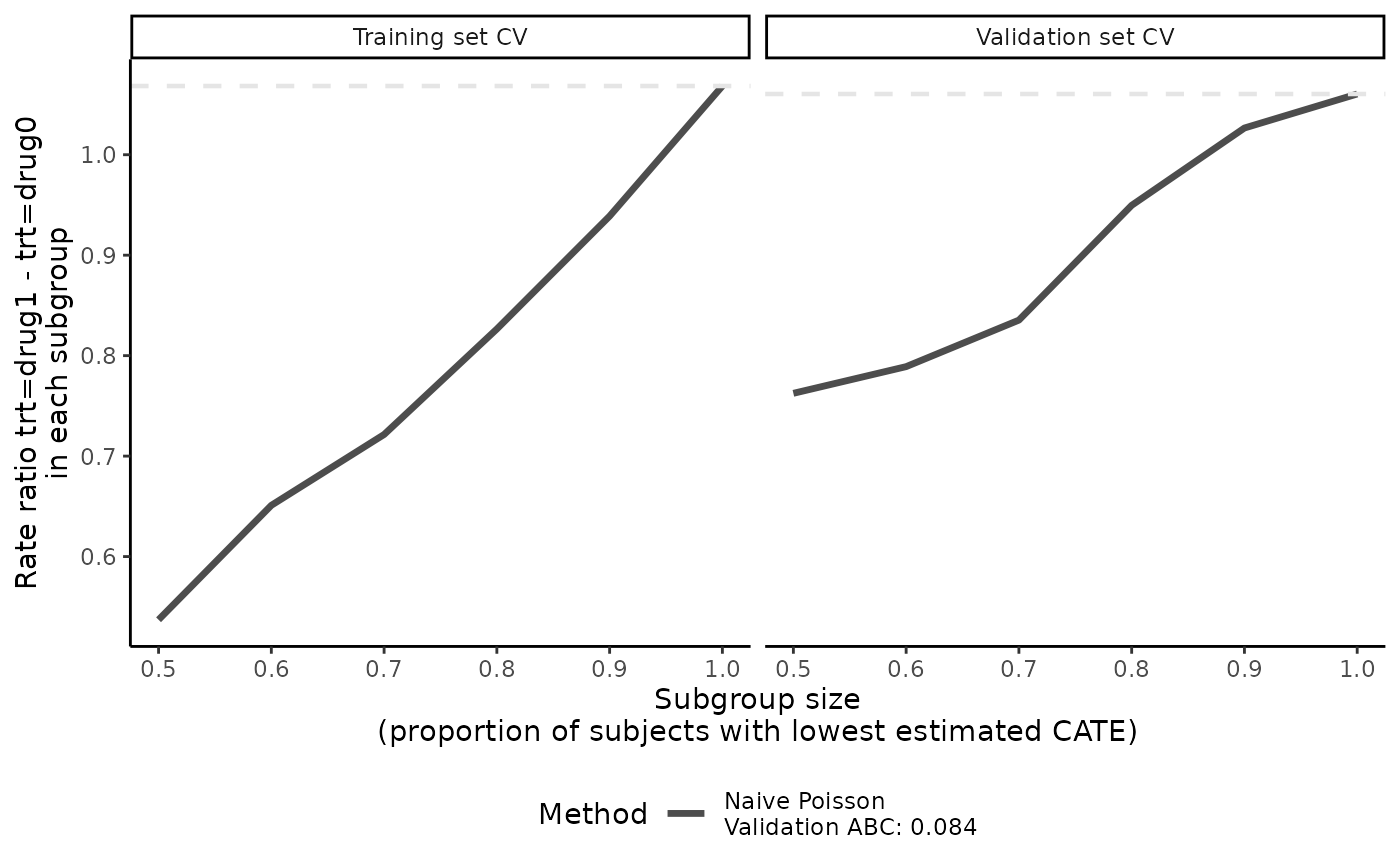 Training set CV
Validation set CV
Rate ratio trt=drug1 - trt=drug0
in each subgroup
1.0
0.9
0.8
0.7
0.6
0.5 0.6 0.7 0.8 0.9 1.0
0.5 0.6 0.7 0.8 0.9 1.0
Subgroup size
(proportion of subjects with lowest estimated CATE)
Method
Naive Poisson
Validation ABC: 0.084